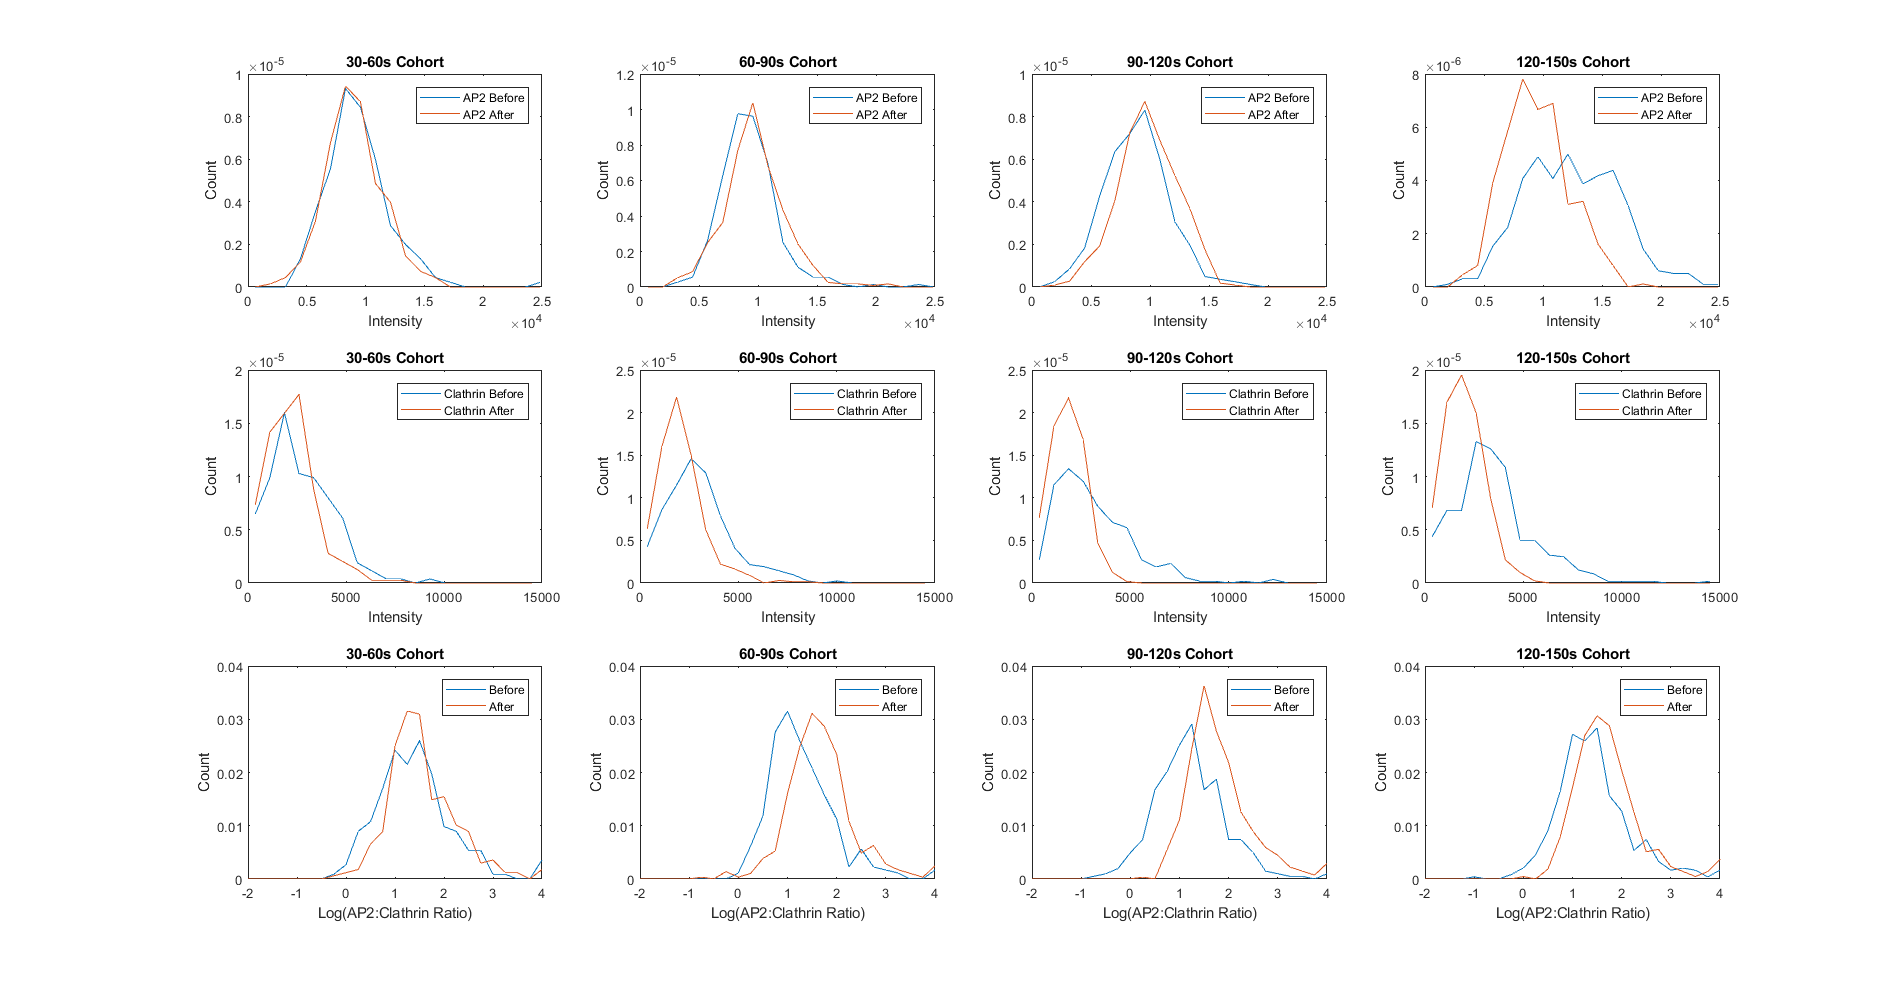 30-60s Cohort
×10^-5
AP2 Before
AP2 After
1
0.8
0.6
0.4
0.2
0
Count
0 0.5 1 1.5 2 2.5
Intensity
×10^4
60-90s Cohort
×10^-5
AP2 Before
AP2 After
1.2
1
0.8
0.6
0.4
0.2
0
Count
0 0.5 1 1.5 2 2.5
Intensity
×10^4
90-120s Cohort
×10^-5
AP2 Before
AP2 After
1
0.8
0.6
0.4
0.2
0
Count
0 0.5 1 1.5 2 2.5
Intensity
×10^4
120-150s Cohort
×10^-6
AP2 Before
AP2 After
8
6
4
2
0
Count
0 0.5 1 1.5 2 2.5
Intensity
×10^4
30-60s Cohort
×10^-5
Clathrin Before
Clathrin After
2
1.5
1
0.5
0
Count
0 5000 10000 15000
Intensity
60-90s Cohort
×10^-5
Clathrin Before
Clathrin After
2.5
2
1.5
1
0.5
0
Count
0 5000 10000 15000
Intensity
90-120s Cohort
×10^-5
Clathrin Before
Clathrin After
2.5
2
1.5
1
0.5
0
Count
0 5000 10000 15000
Intensity
120-150s Cohort
×10^-5
Clathrin Before
Clathrin After
2
1.5
1
0.5
0
Count
0 5000 10000 15000
Intensity
30-60s Cohort
Before
After
0.04
0.03
0.02
0.01
0
Count
-2 -1 0 1 2 3 4
Log(AP2:Clathrin Ratio)
60-90s Cohort
Before
After
0.04
0.03
0.02
0.01
0
Count
-2 -1 0 1 2 3 4
Log(AP2:Clathrin Ratio)
90-120s Cohort
Before
After
0.04
0.03
0.02
0.01
0
Count
-2 -1 0 1 2 3 4
Log(AP2:Clathrin Ratio)
120-150s Cohort
Before
After
0.04
0.03
0.02
0.01
0
Count
-2 -1 0 1 2 3 4
Log(AP2:Clathrin Ratio)